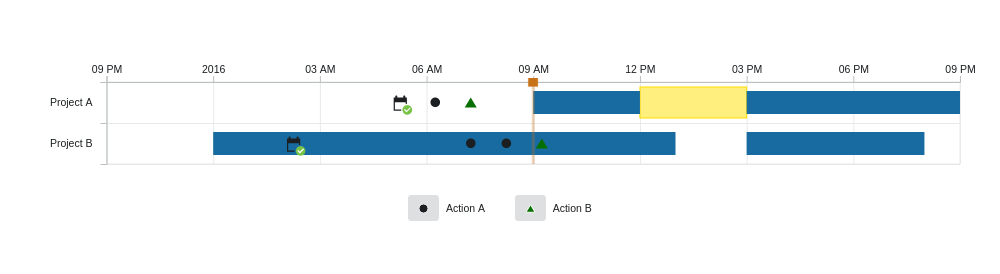 09 PM 2016 03 AM 06 AM 09 AM 12 PM 03 PM 06 PM 09 PM
Project A
Project B
Action A Action B